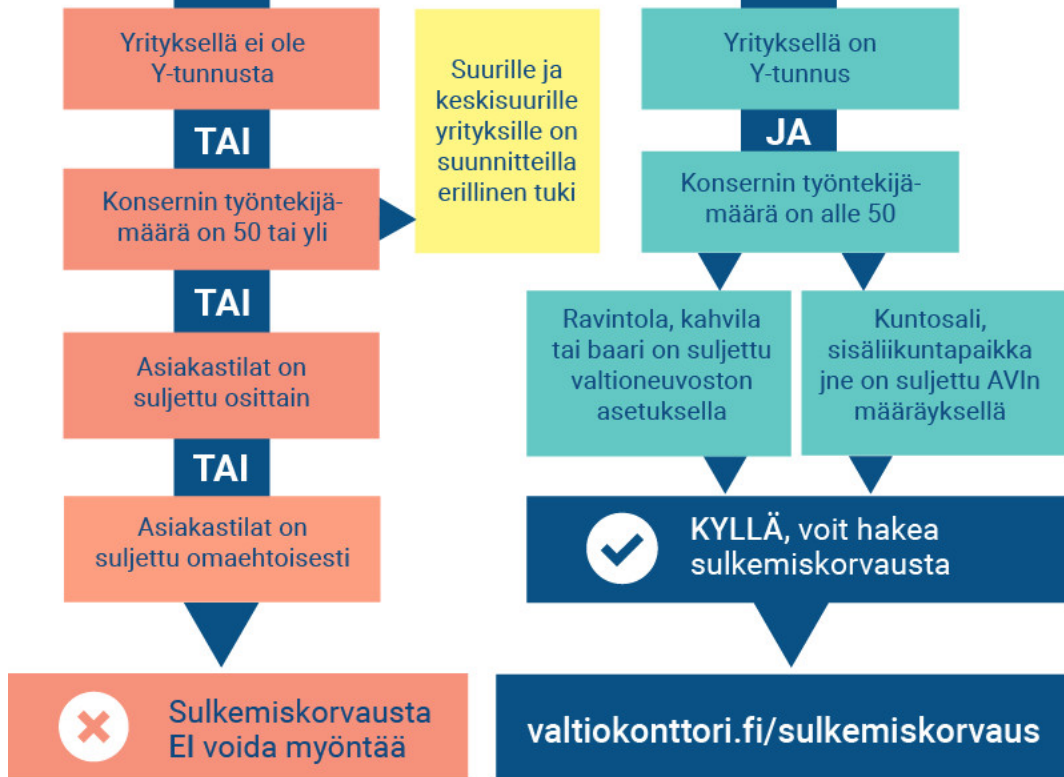 Yrityksellä ei ole
Y-tunnusta
TAI
Konsernin työntekijä-
määrä on 50 tai yli
TAI
Asiakastilat on
suljettu osittain
TAI
Asiakastilat on
suljettu omaehtoisesti
Sulkemiskorvausta
EI voida myöntää
Suurille ja
keskisuurille
yrityksille on
suunnitteilla
erillinen tuki
Yrityksellä on
Y-tunnus
JA
Konsernin työntekijä-
määrä on alle 50
Ravintola, kahvila
tai baari on suljettu
valtioneuvoston
asetuksella
Kuntosali,
sisäliikuntapaikka
jne on suljettu AVIn
määräyksellä
KYLLÄ, voit hakea
sulkemiskorvausta
valtiokonttori.fi/sulkemiskorvaus